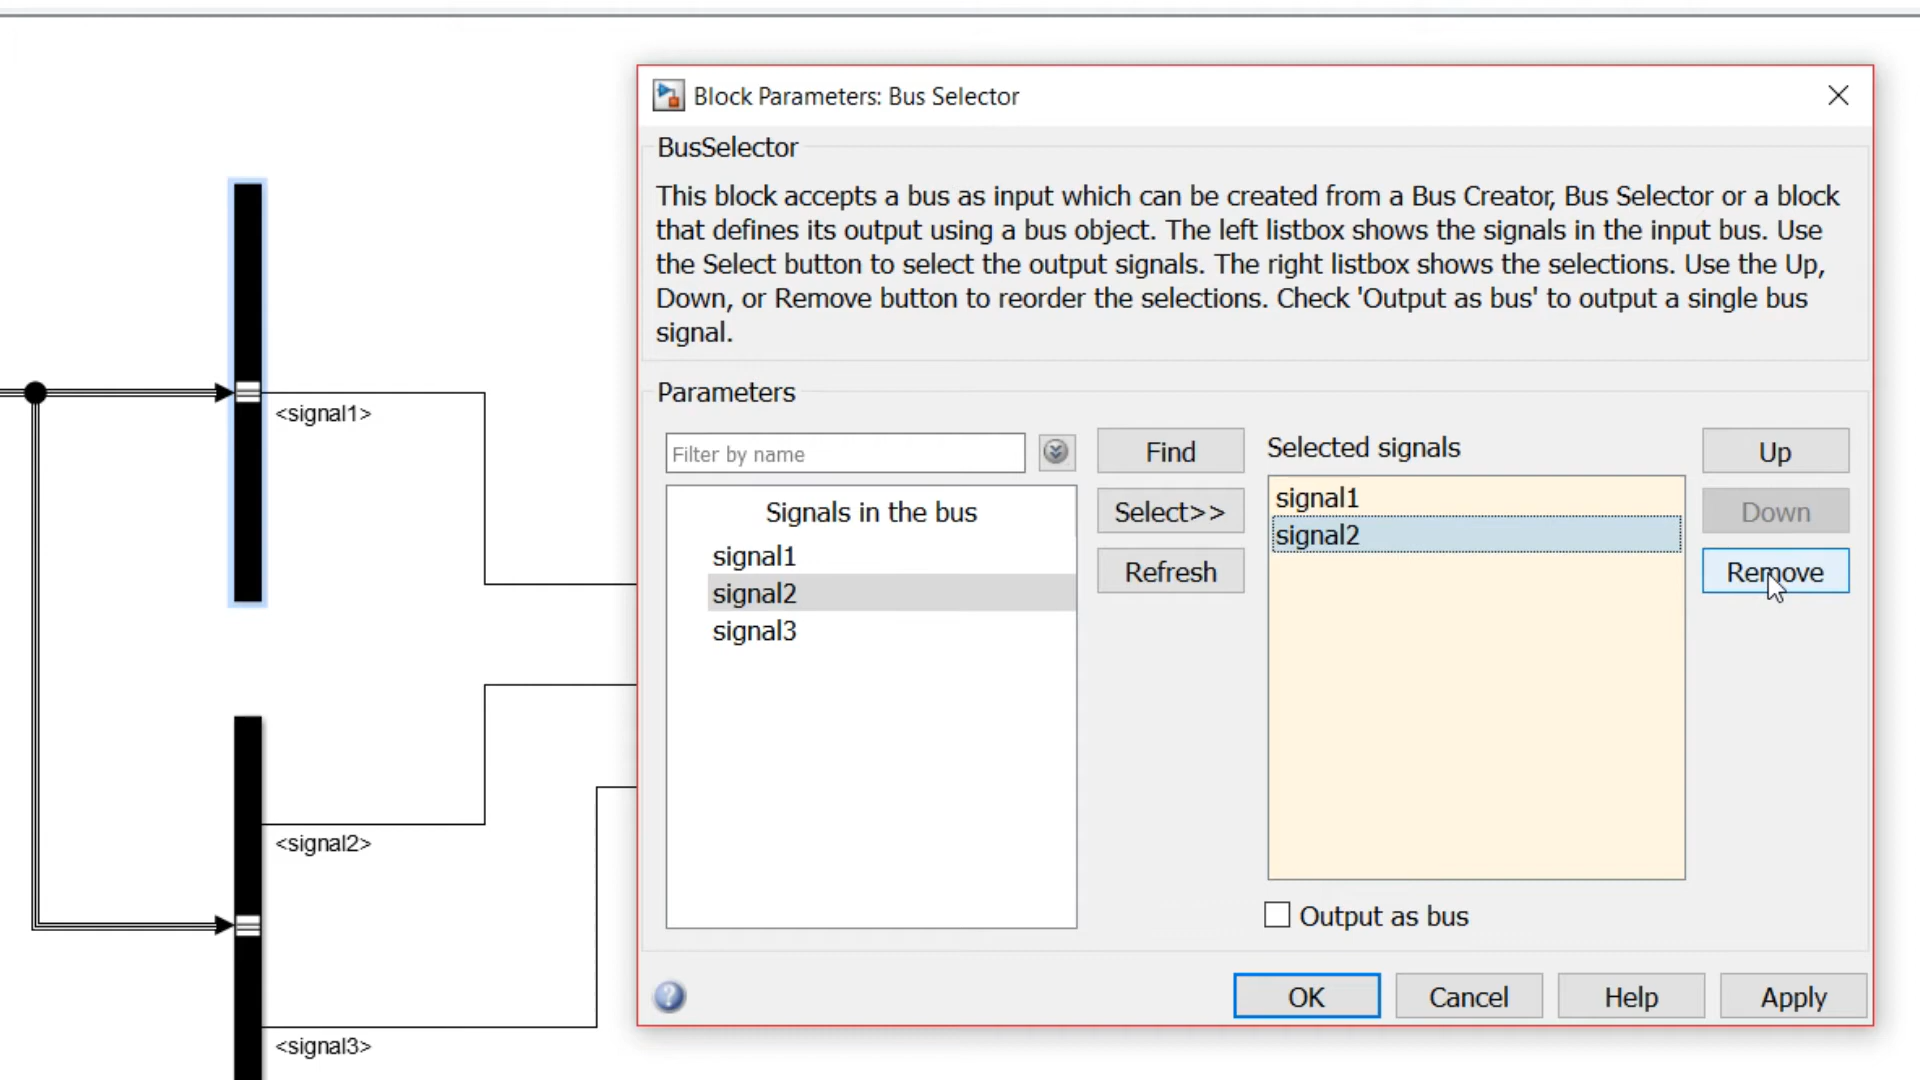 Block Parameters: Bus Selector
BusSelector
This block accepts a bus as input which can be created from a Bus Creator, Bus Selector or a block
that defines its output using a bus object. The left listbox shows the signals in the input bus. Use
the Select button to select the output signals. The right listbox shows the selections. Use the Up,
Down, or Remove button to reorder the selections. Check 'Output as bus' to output a single bus
signal.
Parameters
Filter by name
Find
Select>>
Refresh
Signals in the bus
signal1
signal2
signal3
Selected signals
signal1
signal2
Up
Down
Remove
Output as bus
OK
Cancel
Help
Apply
<signal1>
<signal2>
<signal3>